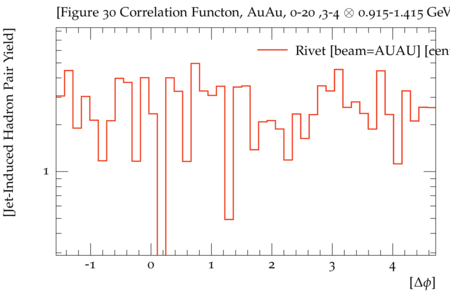 [Figure 30 Correlation Functon, AuAu, 0-20 ,3-4 ⊗ 0.915-1.415 GeV
[Jet-Induced Hadron Pair Yield]
Rivet [beam=AUAU] [cen
1
-1 0 1 2 3 4
[Δϕ]